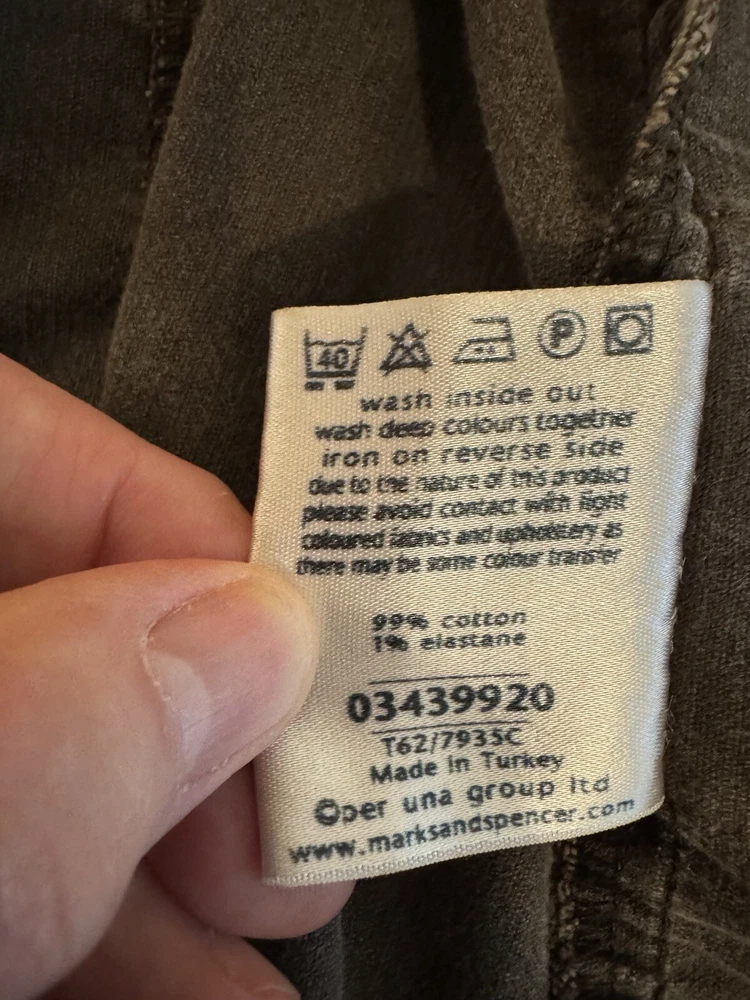 40 P
wash inside out
wash deep colours together
iron on reverse side
due to the nature of this product
please avoid contact with light
coloured fabrics and upholstery as
there may be some colour transfer
99% cotton
1% elastane
03439920
T62/7935C
Made in Turkey
©per una group ltd
www.marksandspencer.com